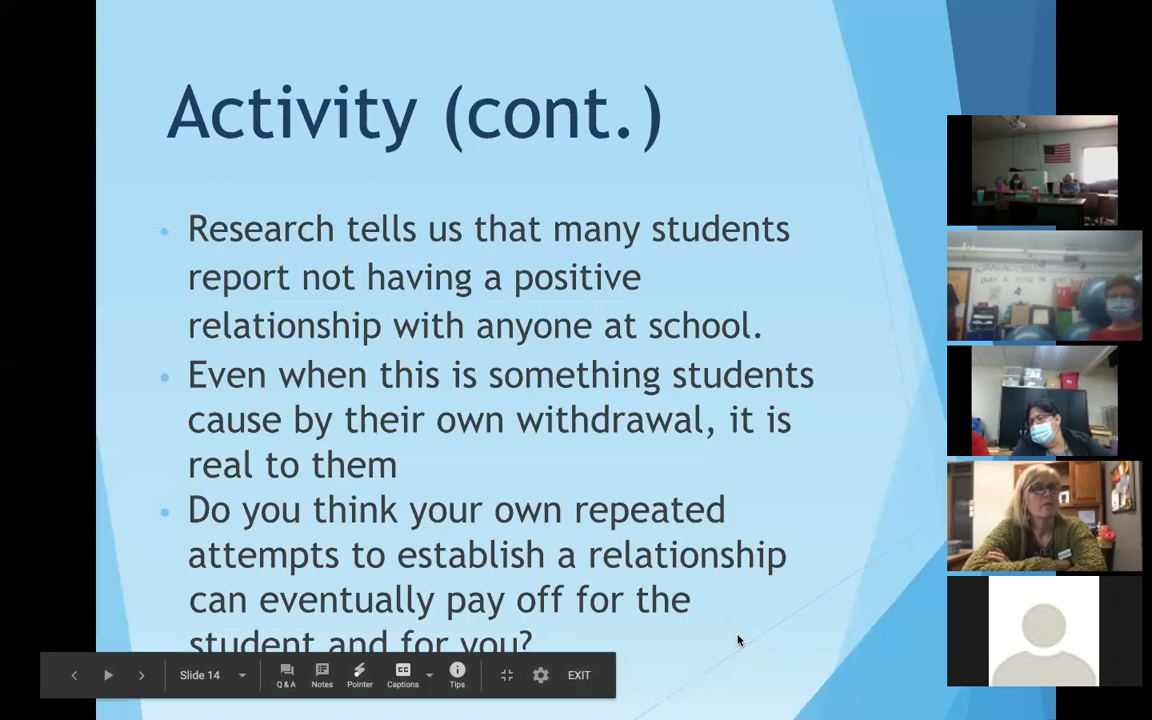 Activity (cont.)
Research tells us that many students
report not having a positive
relationship with anyone at school.
Even when this is something students
cause by their own withdrawal, it is
real to them
Do you think your own repeated
attempts to establish a relationship
can eventually pay off for the
student and for you?
Slide 14
Q & A
Notes
Pointer
Captions
Tips
EXIT